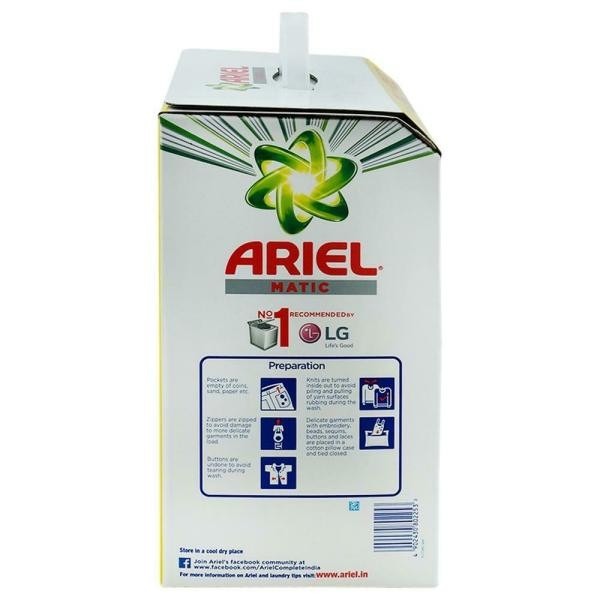 ARIEL
MATIC
ARIEL
MATIC
No1 RECOMMENDED BY
LG
Life's Good
Preparation
Pockets are
empty of coins,
sand, paper etc.
Zippers are zipped
to avoid damage
to more delicate
garments in the
load.
Buttons are
undone to avoid
tearing during
wash.
Knits are turned
inside out to avoid
piling and pulling
of yarn surfaces
rubbing during the
wash.
Delicate garments
with embroidery,
beads, sequins,
buttons and laces
are placed in a
cotton pillow case
and tied closed.
4 902430 802253
Store in a cool dry place
Join Ariel's facebook community at
www.facebook.com/ArielCompleteIndia
For more information on Ariel and laundry tips visit:www.ariel.in